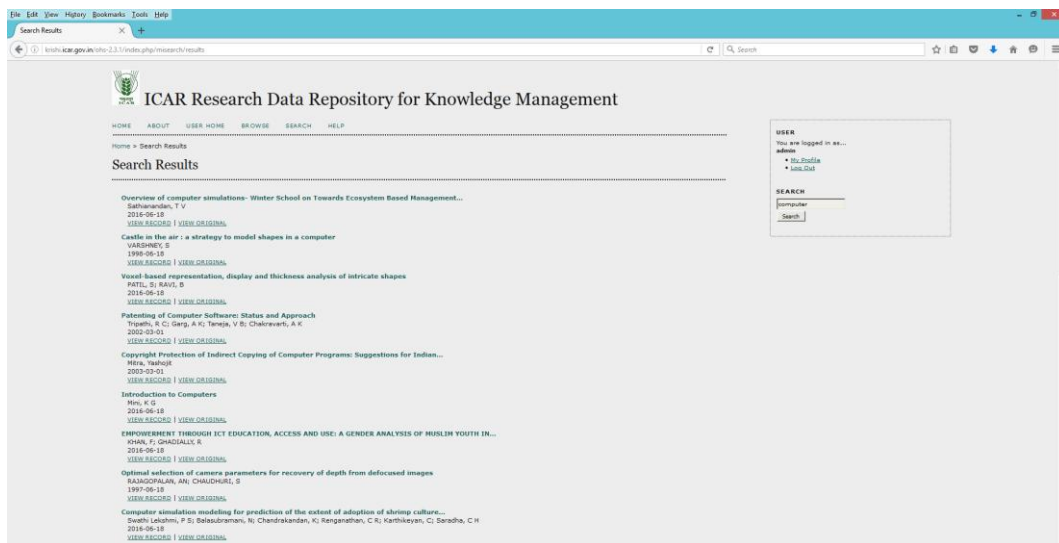 File Edit View History Bookmarks Tools Help
Search Results
krishi.icar.gov.in/ohs-2.3.1/index.php/misearch/results
Search
ICAR Research Data Repository for Knowledge Management
HOME ABOUT USER HOME BROWSE SEARCH HELP
Home » Search Results
Search Results
Overview of computer simulations- Winter School on Towards Ecosystem Based Management...
Sathianandan, T V
2016-06-18
VIEW RECORD | VIEW ORIGINAL
Castle in the air : a strategy to model shapes in a computer
VARSHNEY, S
1998-06-18
VIEW RECORD | VIEW ORIGINAL
Voxel-based representation, display and thickness analysis of intricate shapes
PATIL, S; RAVI, B
2016-06-18
VIEW RECORD | VIEW ORIGINAL
Patenting of Computer Software: Status and Approach
Tripathi, R C; Garg, A K; Taneja, V B; Chakravarti, A K
2002-03-01
VIEW RECORD | VIEW ORIGINAL
Copyright Protection of Indirect Copying of Computer Programs: Suggestions for Indian...
Mitra, Yashojit
2003-03-01
VIEW RECORD | VIEW ORIGINAL
Introduction to Computers
Mini, K G
2016-06-18
VIEW RECORD | VIEW ORIGINAL
EMPOWERMENT THROUGH ICT EDUCATION, ACCESS AND USE: A GENDER ANALYSIS OF MUSLIM YOUTH IN...
KHAN, F; GHADIALLY, R
2016-06-18
VIEW RECORD | VIEW ORIGINAL
Optimal selection of camera parameters for recovery of depth from defocused images
RAJAGOPALAN, AN; CHAUDHURI, S
1997-06-18
VIEW RECORD | VIEW ORIGINAL
Computer simulation modeling for prediction of the extent of adoption of shrimp culture...
Swathi Lekshmi, P S; Balasubramani, N; Chandrakandan, K; Renganathan, C R; Karthikeyan, C; Saradha, C H
2016-06-18
VIEW RECORD | VIEW ORIGINAL
USER
You are logged in as...
admin
My Profile
Log Out
SEARCH
computer
Search